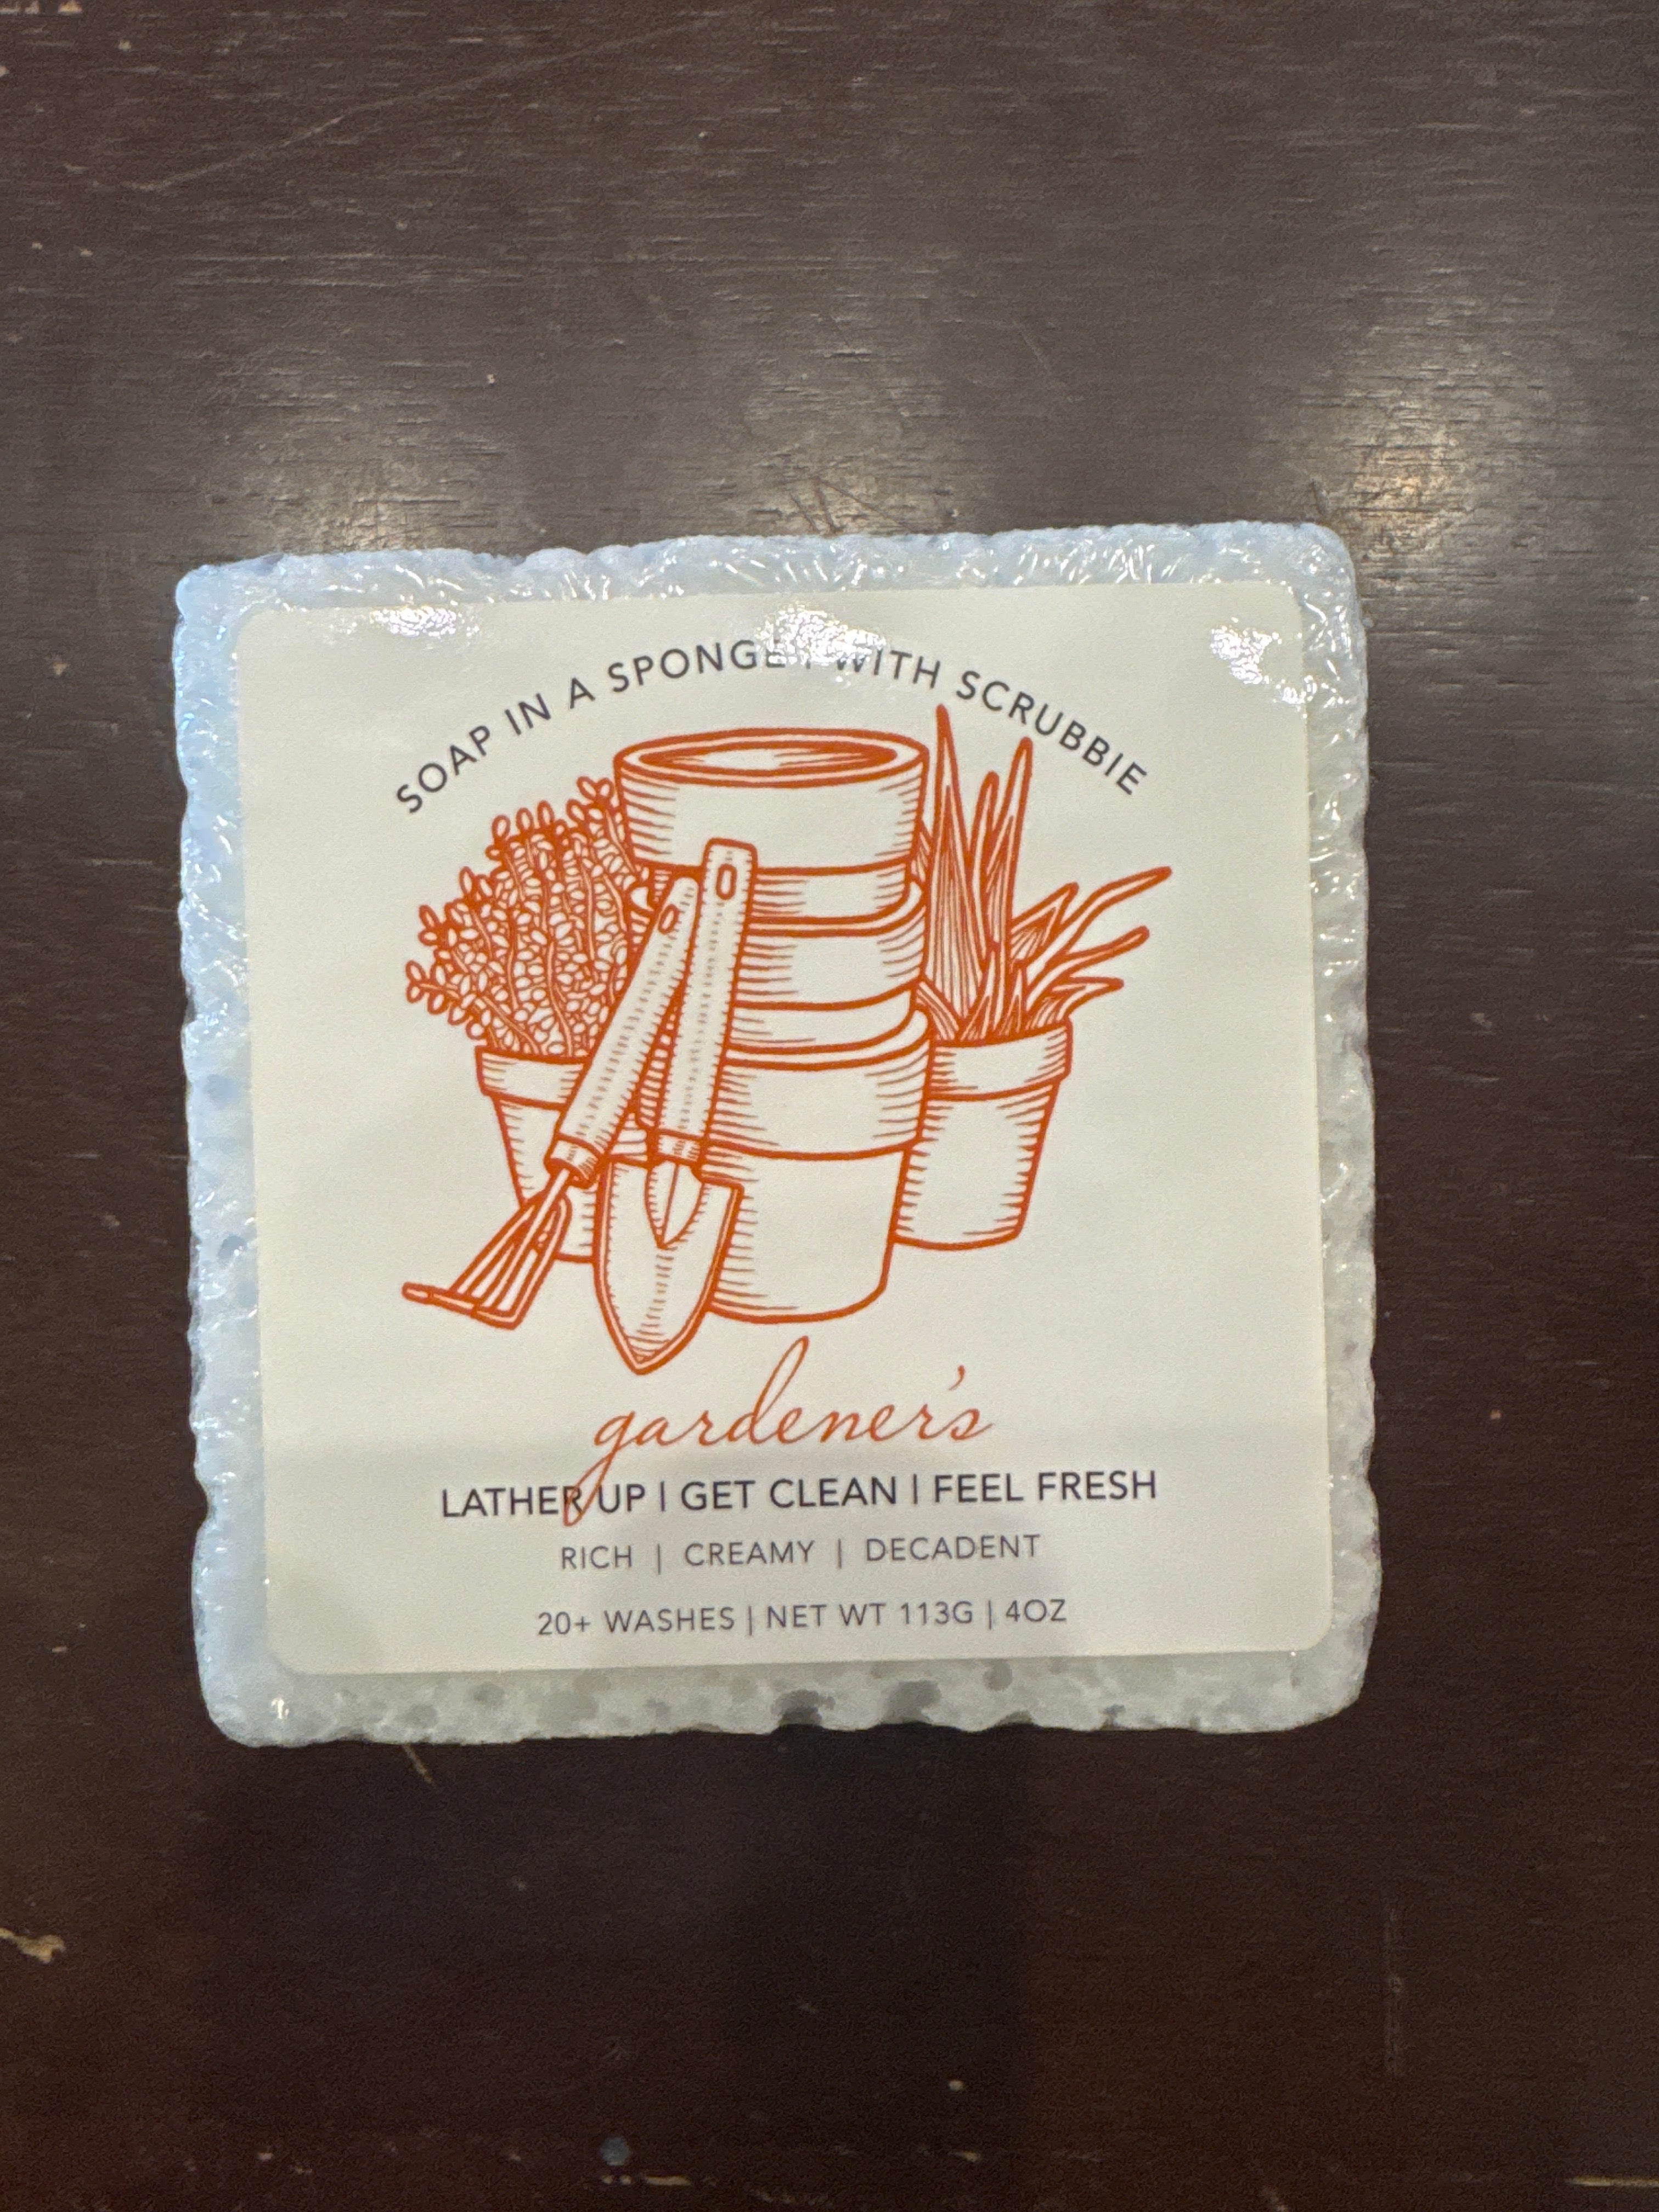 SOAP IN A SPONGE | WITH SCRUBBIE
gardener's
LATHER UP | GET CLEAN | FEEL FRESH
RICH | CREAMY | DECADENT
20+ WASHES | NET WT 113G | 4OZ